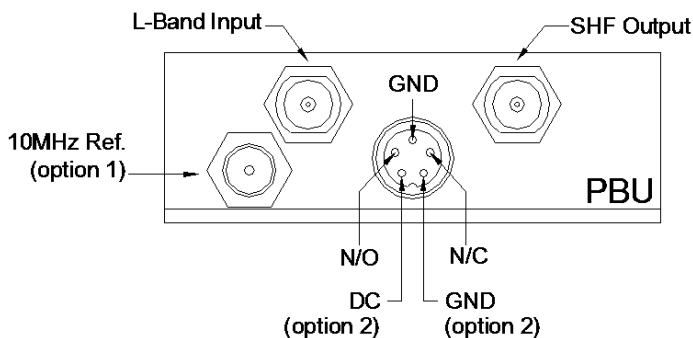 L-Band Input
SHF Output
GND
10MHz Ref.
(option 1)
PBU
N/O
N/C
DC
(option 2)
GND
(option 2)